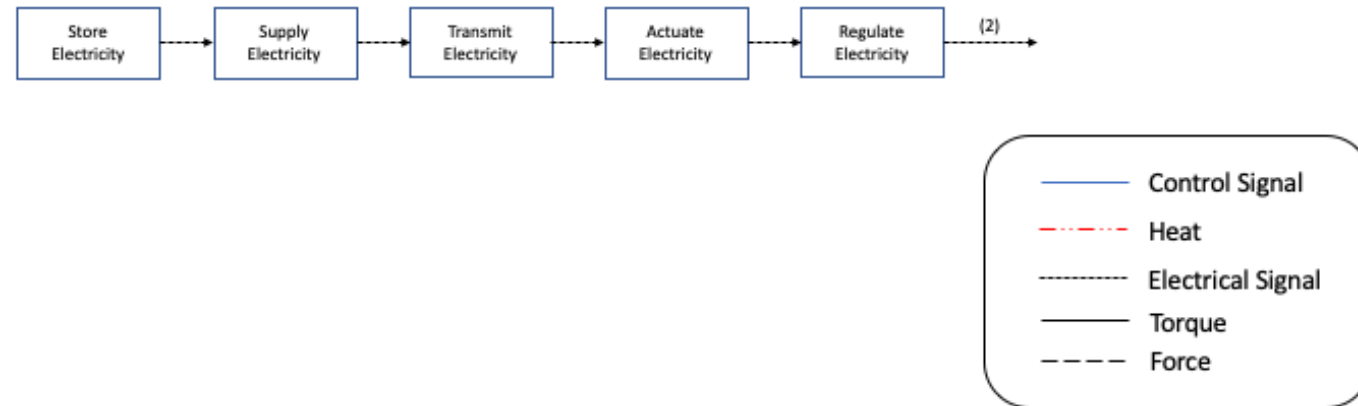 Store
Electricity
Supply
Electricity
Transmit
Electricity
Actuate
Electricity
Regulate
Electricity
(2)
Control Signal
Heat
Electrical Signal
Torque
Force